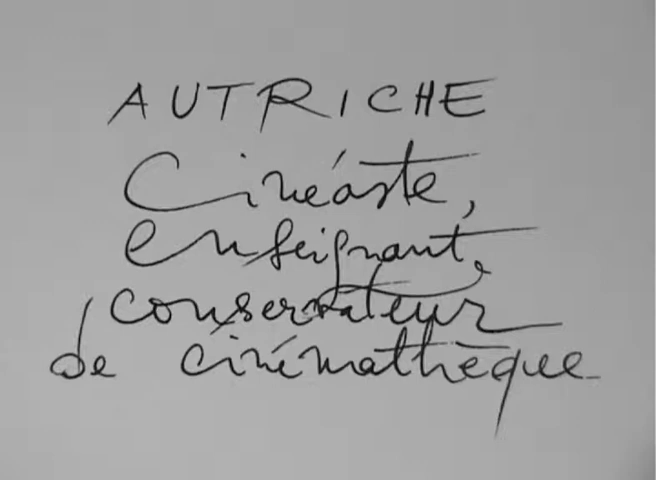 AUTRICHE
Cinéaste,
enseignant,
conservateur
de cinémathèque